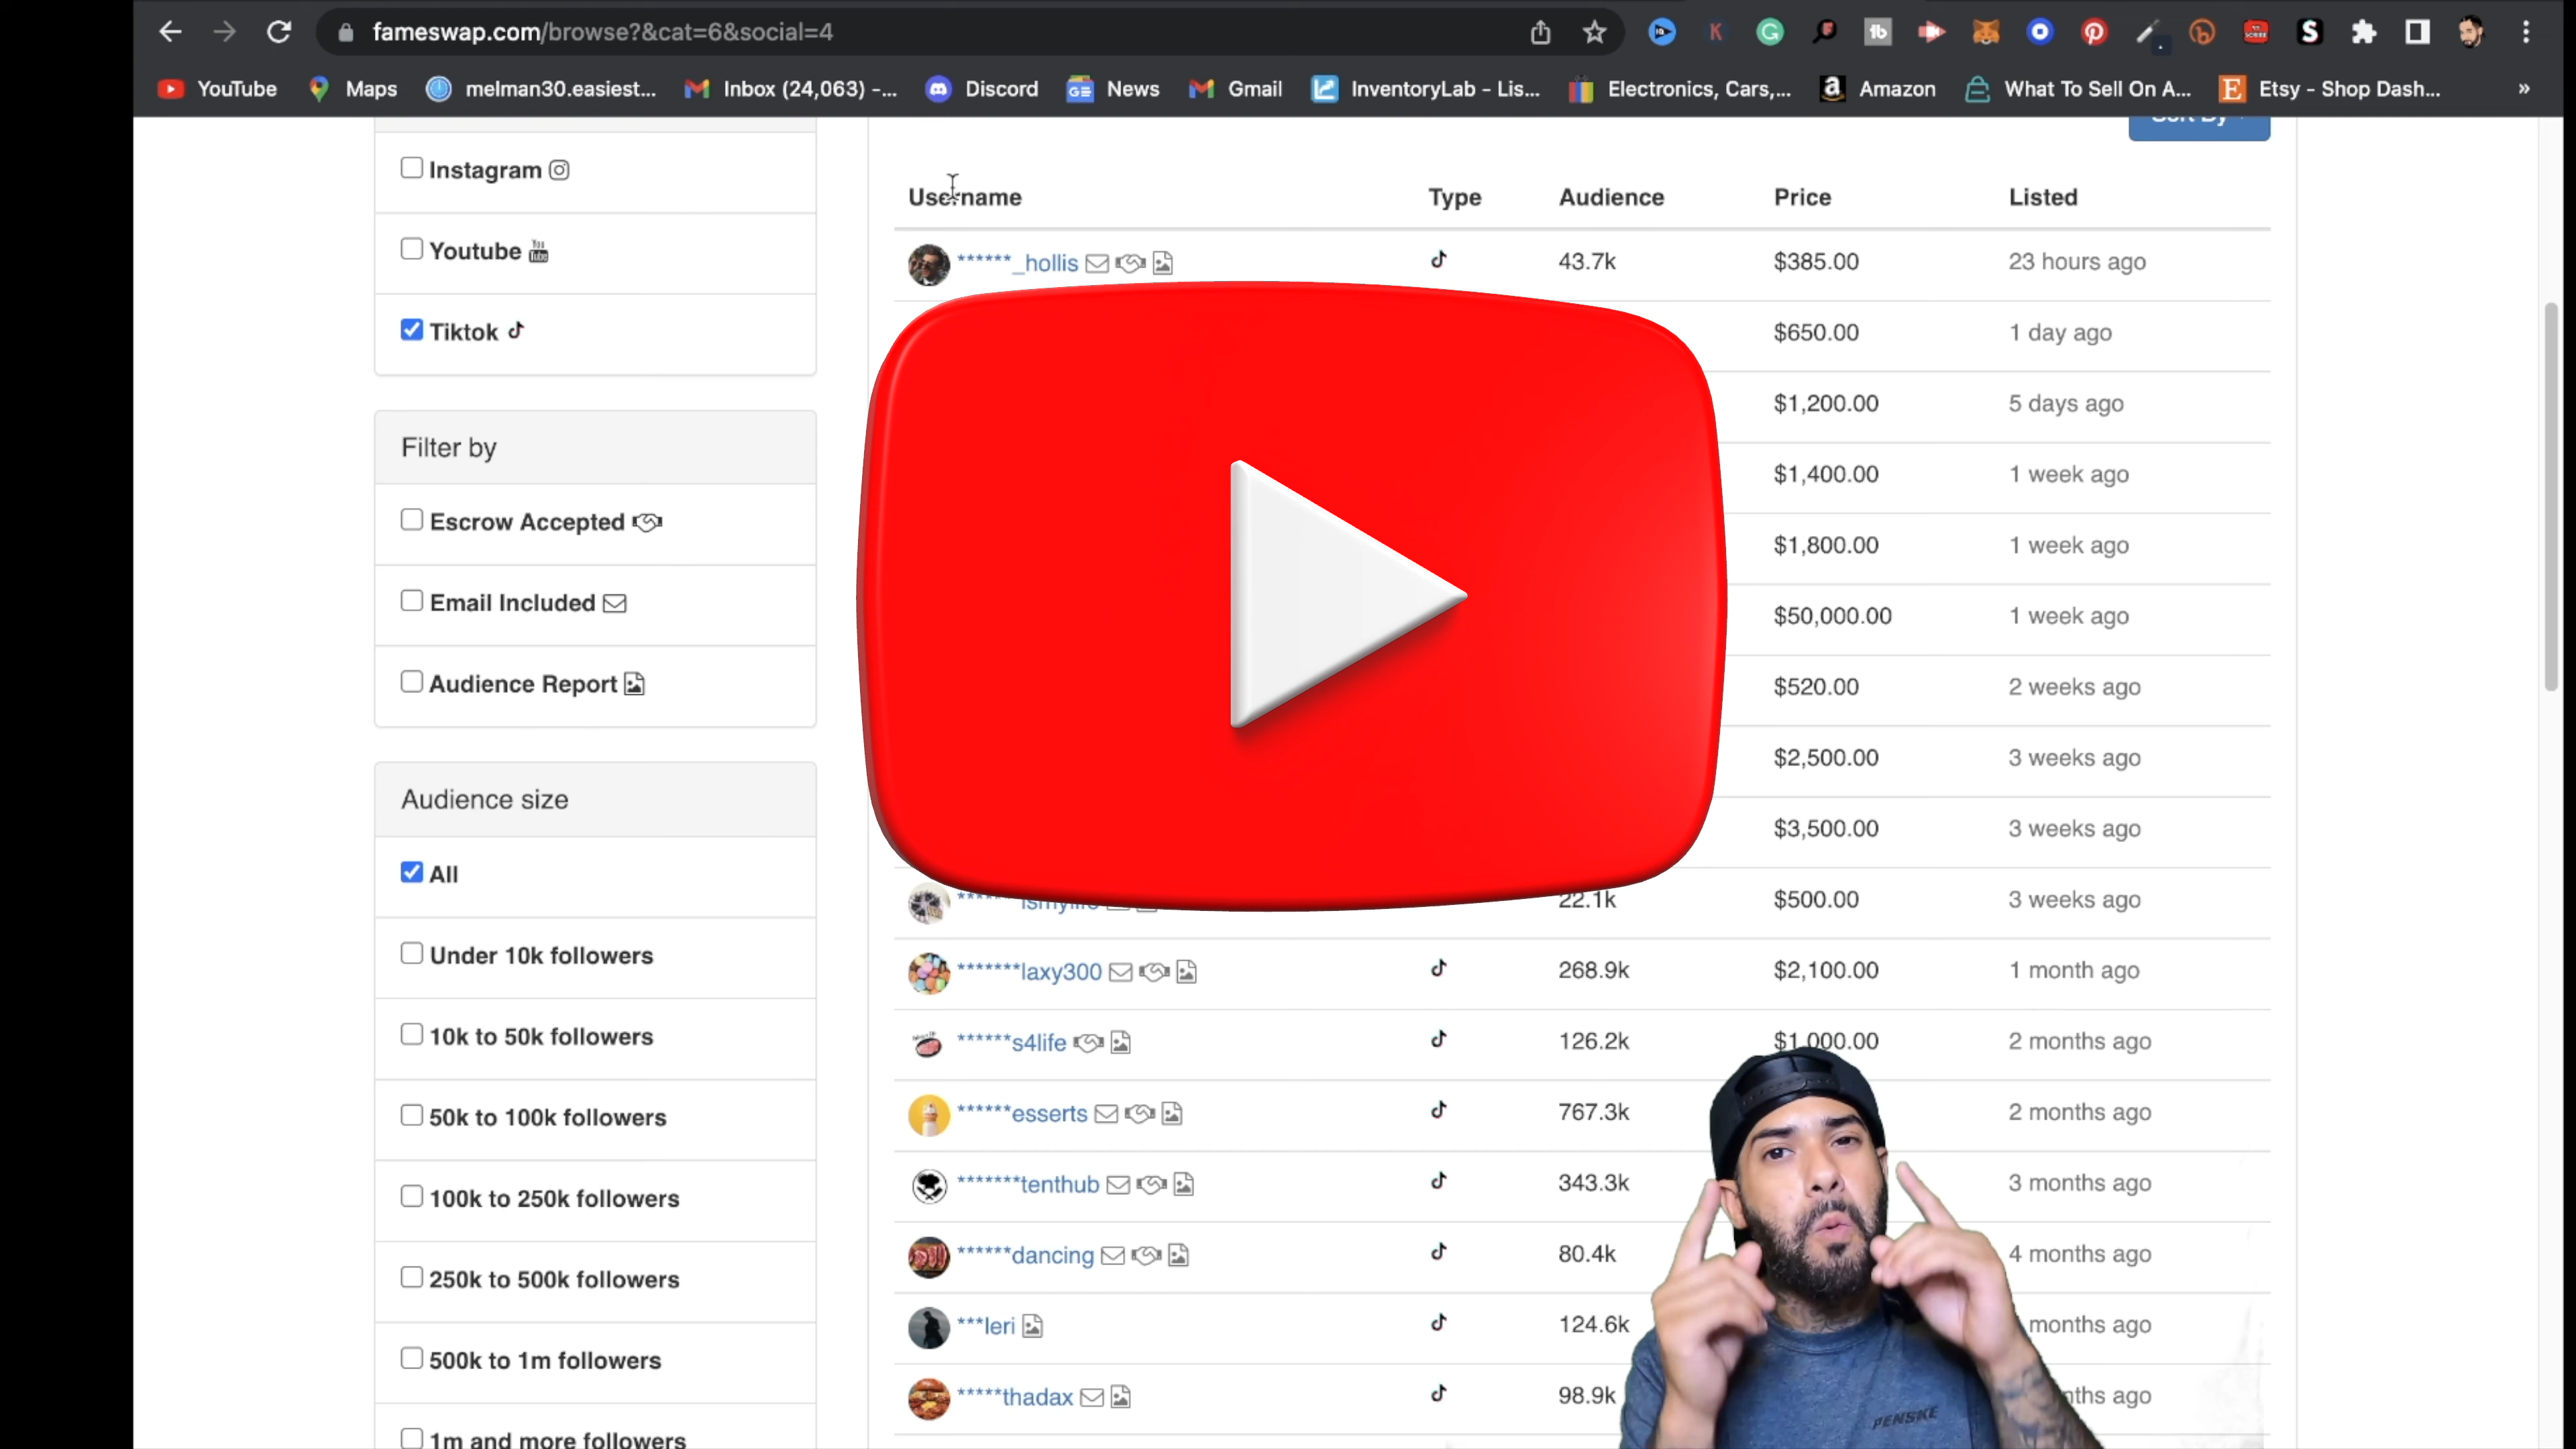 fameswap.com/browse?&cat=6&social=4
YouTube Maps melman30.easiest... Inbox (24,063) -... Discord News Gmail InventoryLab - Lis... Electronics, Cars,... Amazon What To Sell On A... Etsy - Shop Dash... »
Instagram
Youtube
Tiktok
Filter by
Escrow Accepted
Email Included
Audience Report
Audience size
All
Under 10k followers
10k to 50k followers
50k to 100k followers
100k to 250k followers
250k to 500k followers
500k to 1m followers
1m and more followers
Sort By
Username Type Audience Price Listed
******_hollis 43.7k $385.00 23 hours ago
$650.00 1 day ago
$1,200.00 5 days ago
$1,400.00 1 week ago
$1,800.00 1 week ago
$50,000.00 1 week ago
$520.00 2 weeks ago
$2,500.00 3 weeks ago
$3,500.00 3 weeks ago
22.1k $500.00 3 weeks ago
*******laxy300 268.9k $2,100.00 1 month ago
******s4life 126.2k $1,000.00 2 months ago
******esserts 767.3k 2 months ago
*******tenthub 343.3k 3 months ago
******dancing 80.4k 4 months ago
***leri 124.6k months ago
*****thadax 98.9k ago
PENSKE